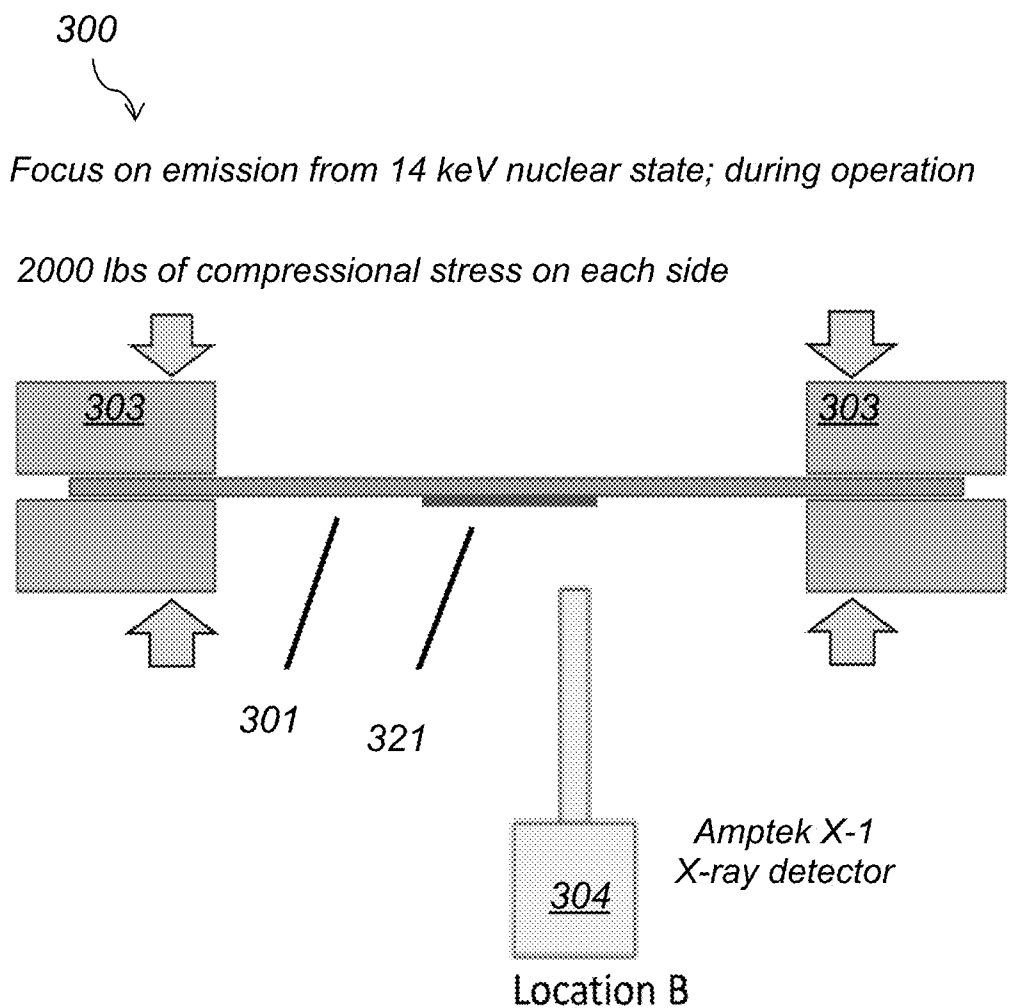 300
Focus on emission from 14 keV nuclear state; during operation
2000 lbs of compressional stress on each side
303
303
301
321
Amptek X-1
X-ray detector
304
Location B